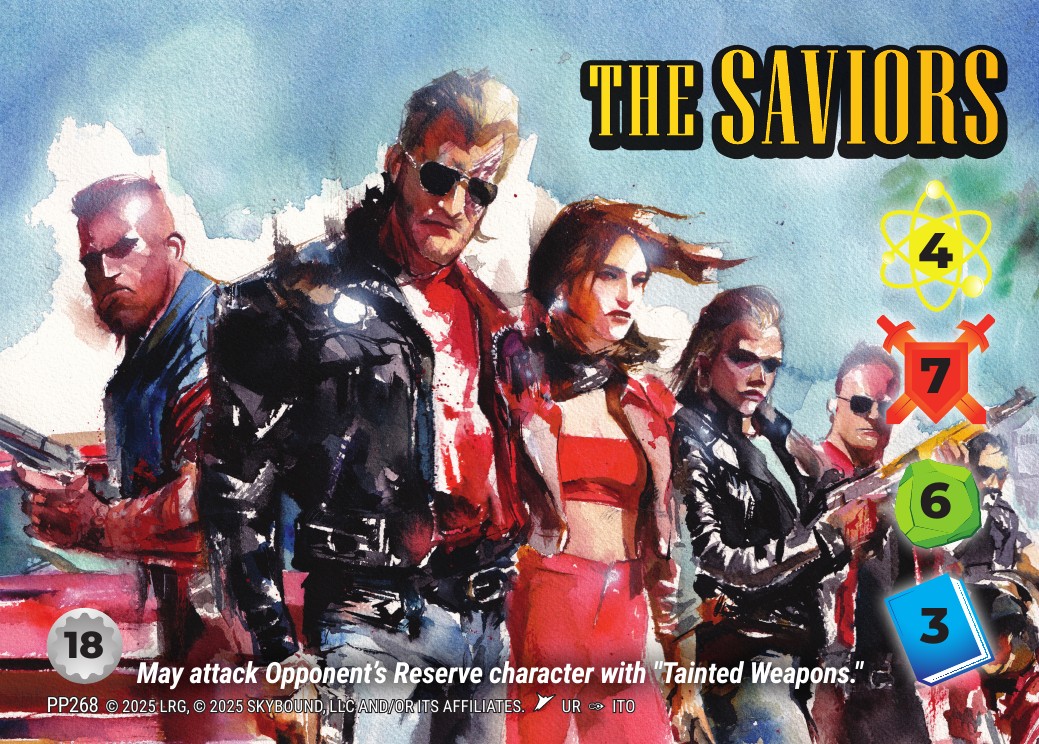 THE SAVIORS
4
7
6
3
18
May attack Opponent's Reserve character with "Tainted Weapons."
PP268 © 2025 LRG, © 2025 SKYBOUND, LLC AND/OR ITS AFFILIATES. UR ITO